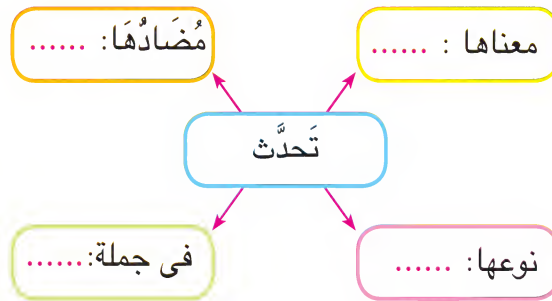 معناها : ......
مُضَادُّهَا: ......
تَحدَّث
نوعها: ......
فى جملة:......